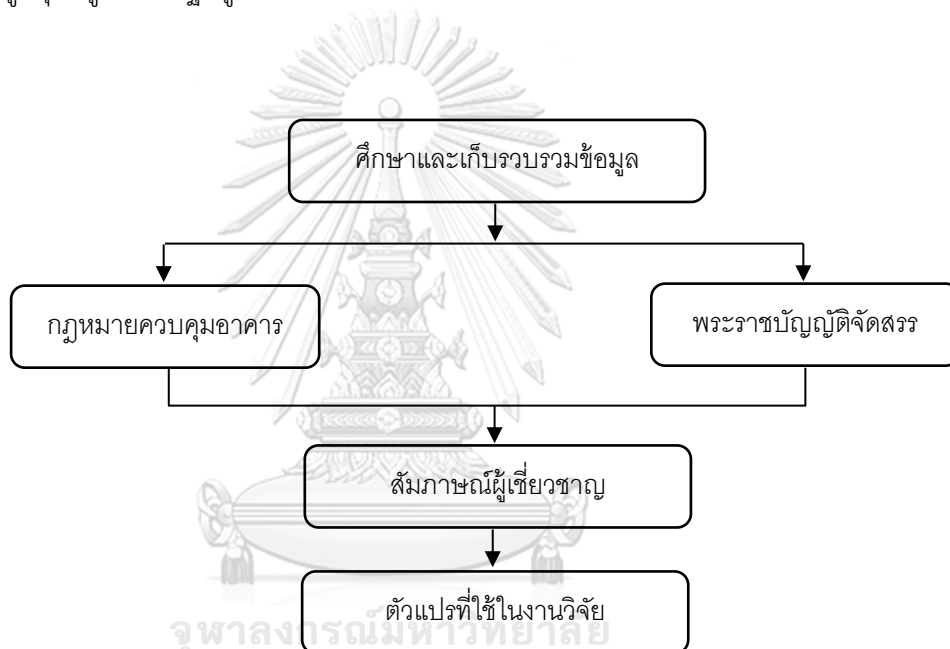 ศึกษาและเก็บรวบรวมข้อมูล
กฎหมายควบคุมอาคาร
พระราชบัญญัติจัดสรร
สัมภาษณ์ผู้เชี่ยวชาญ
ตัวแปรที่ใช้ในงานวิจัย
จุฬาลงกรณ์มหาวิทยาลัย